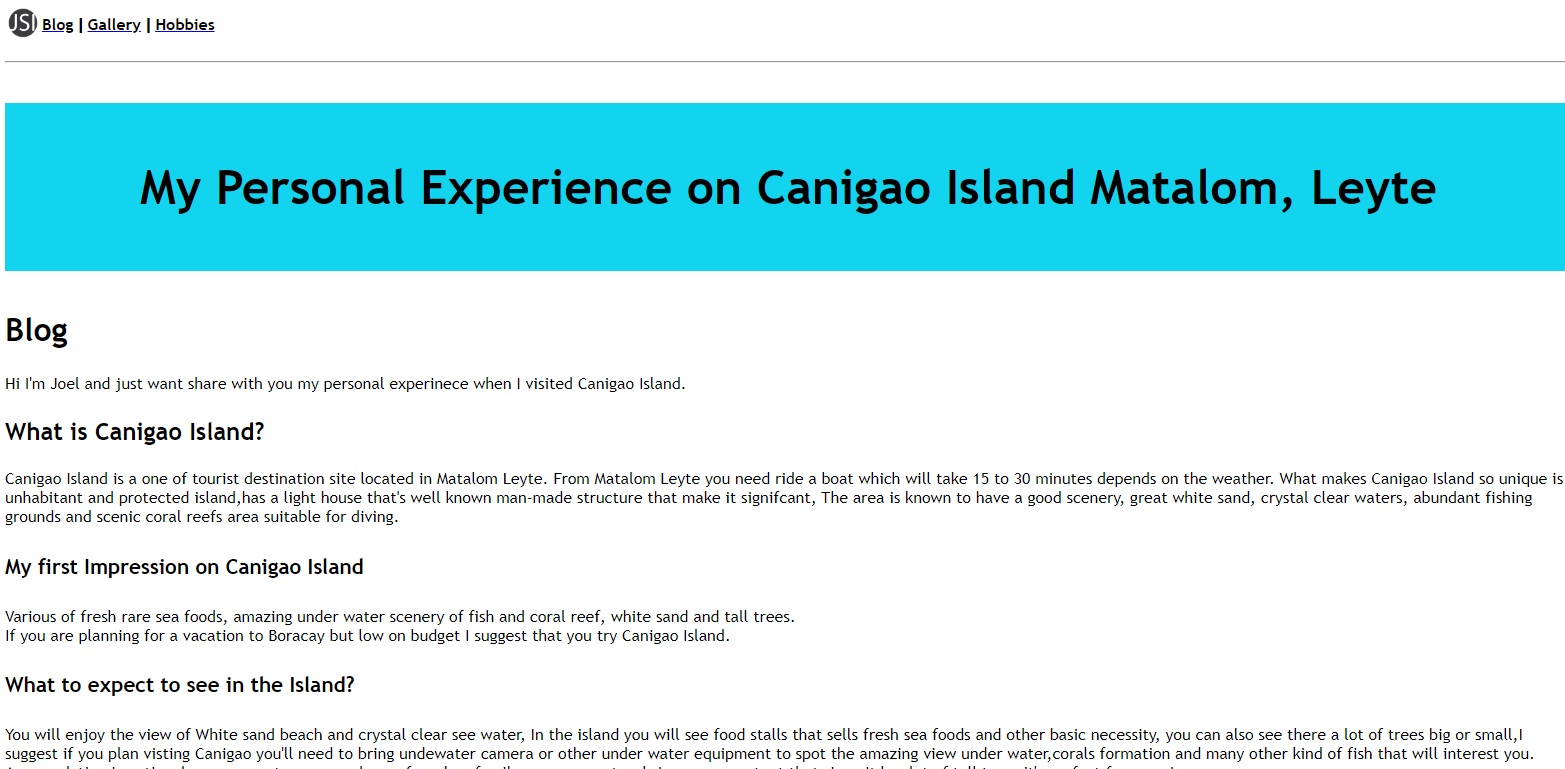 JSI Blog | Gallery | Hobbies
My Personal Experience on Canigao Island Matalom, Leyte
Blog
Hi I'm Joel and just want share with you my personal experinece when I visited Canigao Island.
What is Canigao Island?
Canigao Island is a one of tourist destination site located in Matalom Leyte. From Matalom Leyte you need ride a boat which will take 15 to 30 minutes depends on the weather. What makes Canigao Island so unique is
unhabitant and protected island,has a light house that's well known man-made structure that make it signifcant, The area is known to have a good scenery, great white sand, crystal clear waters, abundant fishing
grounds and scenic coral reefs area suitable for diving.
My first Impression on Canigao Island
Various of fresh rare sea foods, amazing under water scenery of fish and coral reef, white sand and tall trees.
If you are planning for a vacation to Boracay but low on budget I suggest that you try Canigao Island.
What to expect to see in the Island?
You will enjoy the view of White sand beach and crystal clear see water, In the island you will see food stalls that sells fresh sea foods and other basic necessity, you can also see there a lot of trees big or small,I
suggest if you plan visting Canigao you'll need to bring undewater camera or other under water equipment to spot the amazing view under water,corals formation and many other kind of fish that will interest you.